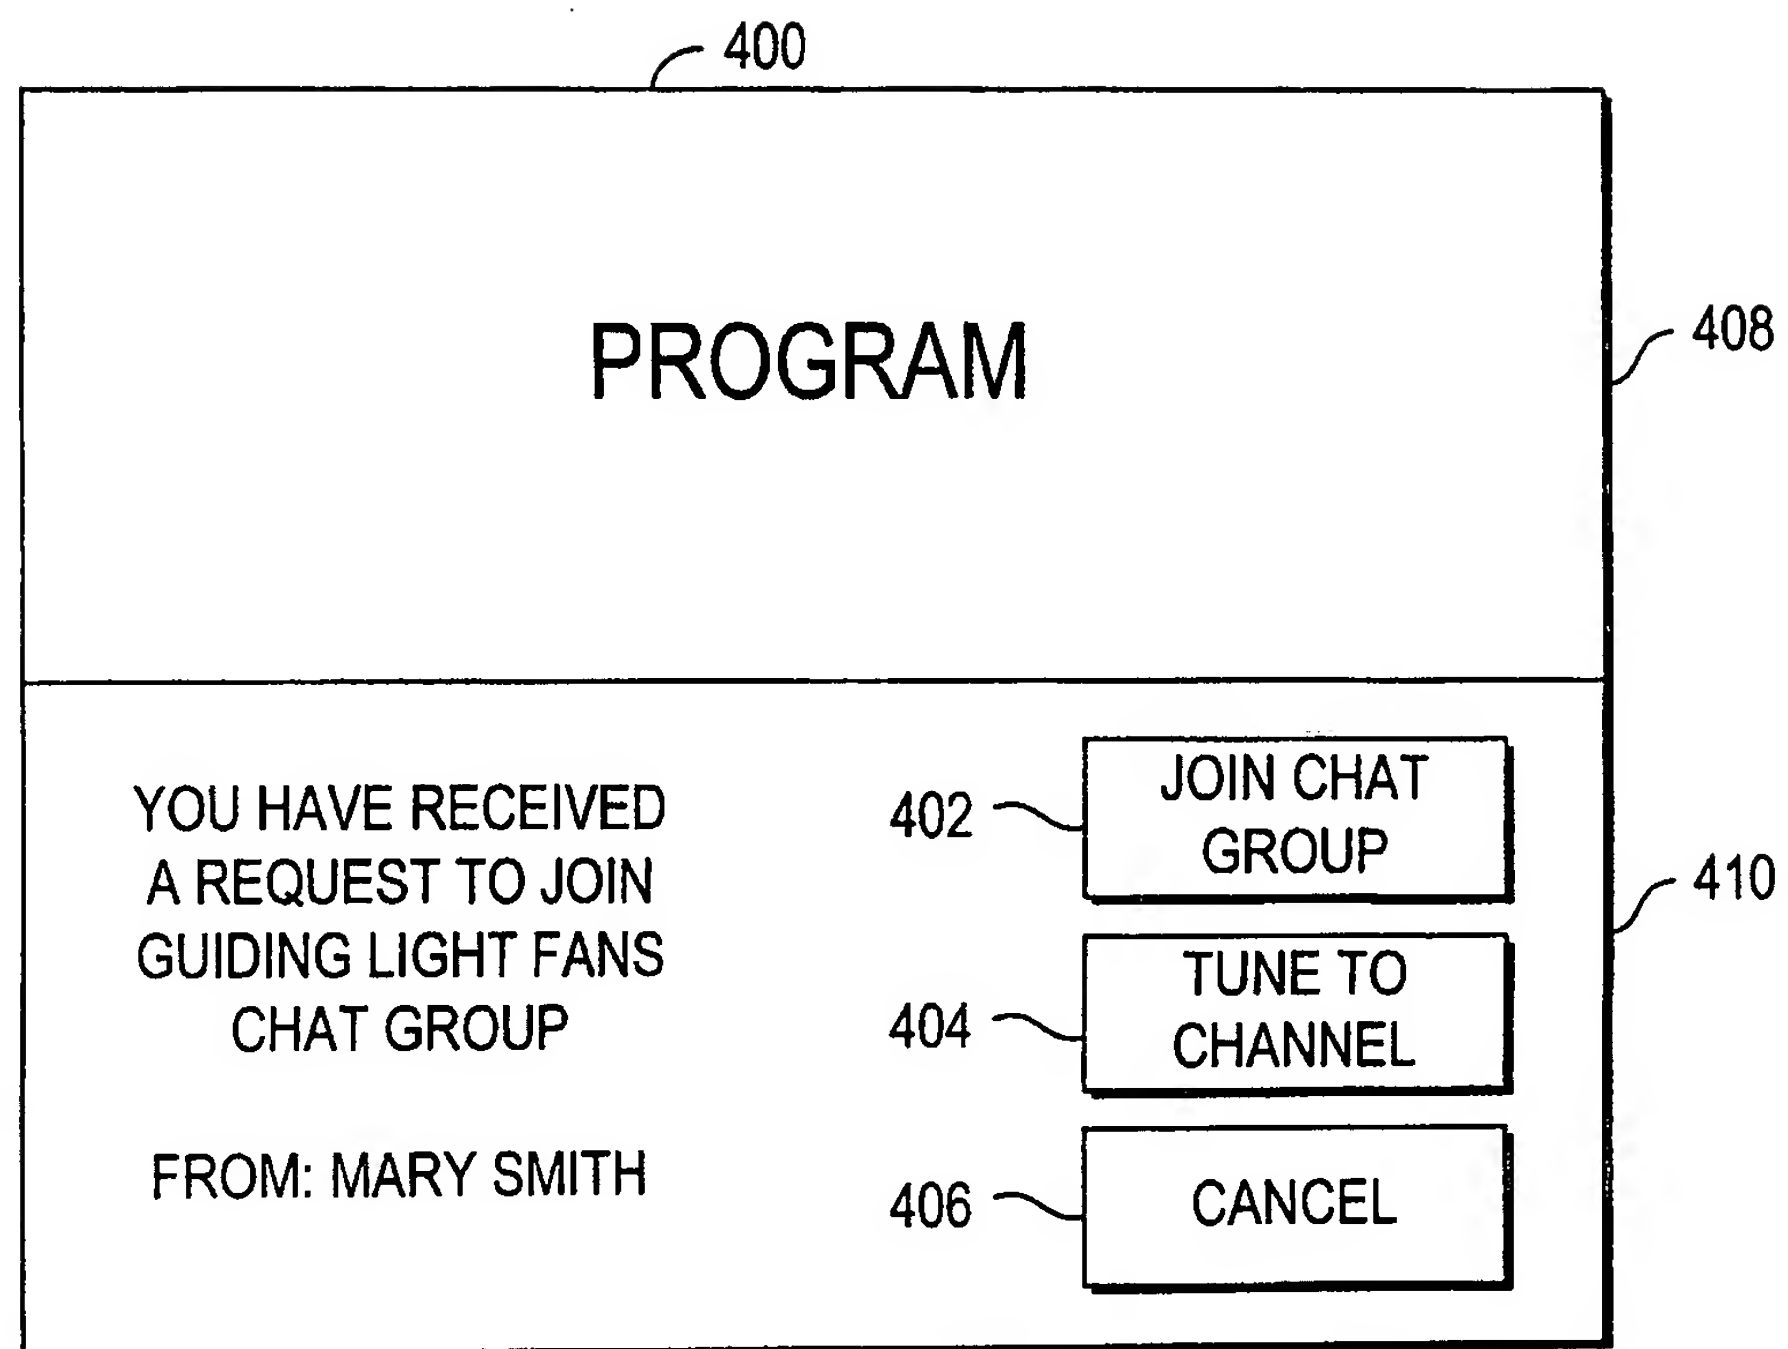 400
PROGRAM
408
YOU HAVE RECEIVED
A REQUEST TO JOIN
GUIDING LIGHT FANS
CHAT GROUP
FROM: MARY SMITH
402
JOIN CHAT
GROUP
410
404
TUNE TO
CHANNEL
406
CANCEL